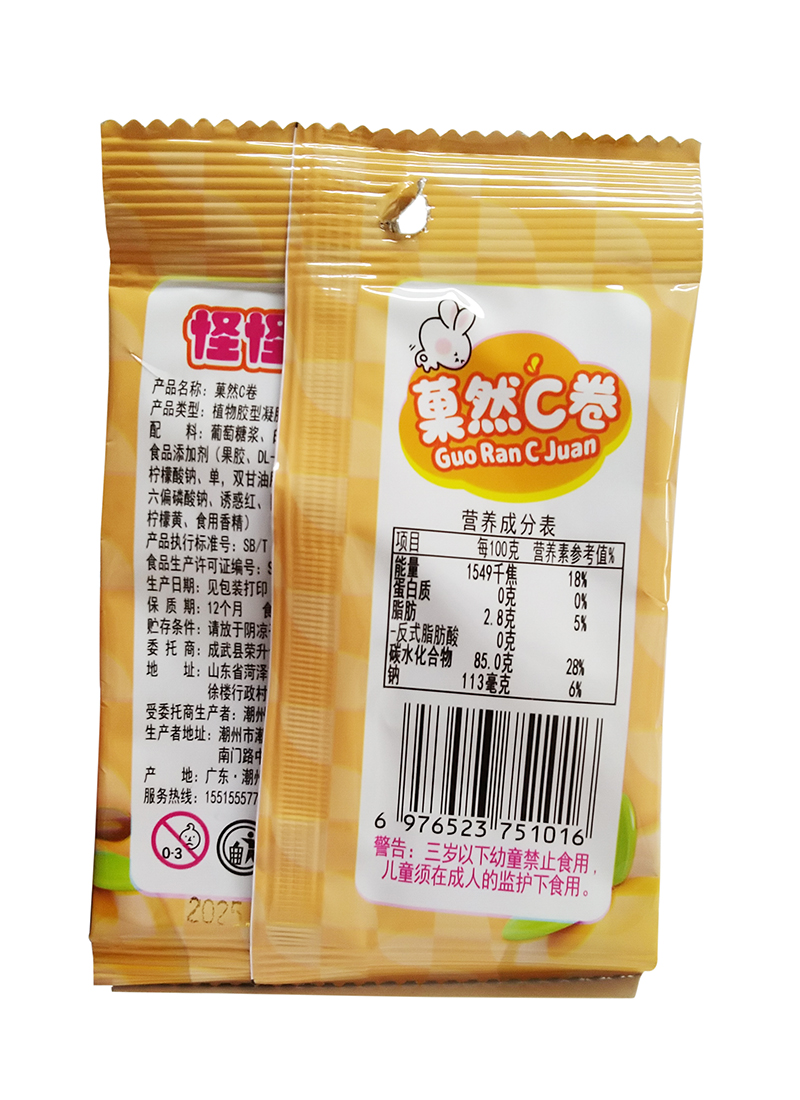 怪怪
产品名称：菓然C卷
产品类型：植物胶型凝胶
配 料：葡萄糖浆、白
食品添加剂（果胶、DL-
柠檬酸钠、单，双甘油脂
六偏磷酸钠、诱惑红、
柠檬黄、食用香精）
产品执行标准号：SB/T
食品生产许可证编号：S
生产日期：见包装打印
保 质 期：12个月 食
贮存条件：请放于阴凉干
委 托 商：成武县荣升
地 址：山东省菏泽
徐楼行政村
受委托商生产者：潮州
生产者地址：潮州市潮
南门路中
产 地：广东·潮州
服务热线：155155577
0-3
2025
菓然C卷
Guo Ran C Juan
营养成分表
项目 每100克 营养素参考值%
能量 1549千焦 18%
蛋白质 0克 0%
脂肪 2.8克 5%
-反式脂肪酸 0克
碳水化合物 85.0克 28%
钠 113毫克 6%
6 976523 751016
警告：三岁以下幼童禁止食用，
儿童须在成人的监护下食用。